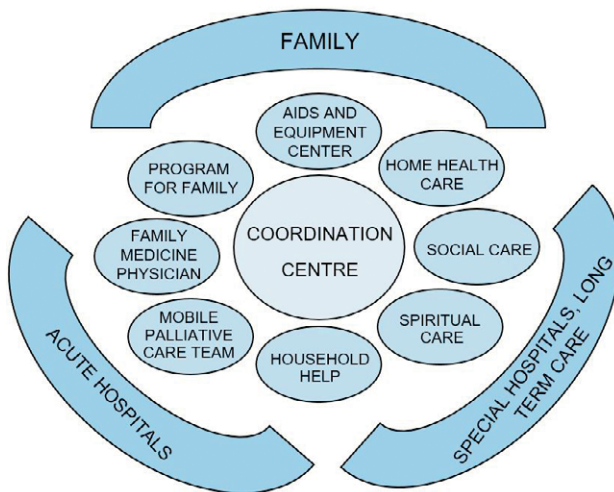 FAMILY
AIDS AND
EQUIPMENT
CENTER
PROGRAM
FOR FAMILY
HOME HEALTH
CARE
FAMILY
MEDICINE
PHYSICIAN
COORDINATION
CENTRE
SOCIAL CARE
MOBILE
PALLIATIVE
CARE TEAM
SPIRITUAL
CARE
HOUSEHOLD
HELP
ACUTE HOSPITALS
SPECIAL HOSPITALS, LONG
TERM CARE